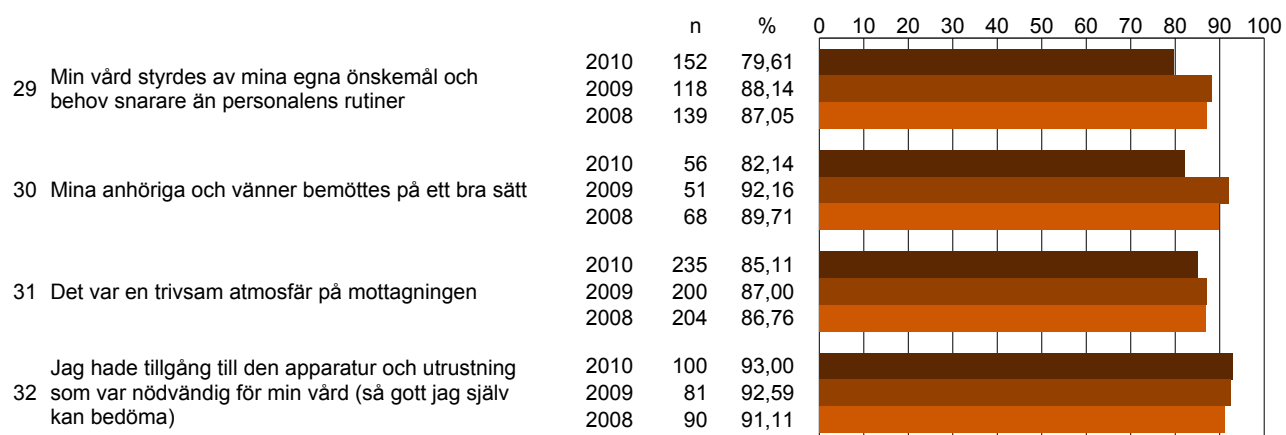 n % 0 10 20 30 40 50 60 70 80 90 100
29 Min vård styrdes av mina egna önskemål och behov snarare än personalens rutiner
2010 152 79,61
2009 118 88,14
2008 139 87,05
30 Mina anhöriga och vänner bemöttes på ett bra sätt
2010 56 82,14
2009 51 92,16
2008 68 89,71
31 Det var en trivsam atmosfär på mottagningen
2010 235 85,11
2009 200 87,00
2008 204 86,76
32 Jag hade tillgång till den apparatur och utrustning
som var nödvändig för min vård (så gott jag själv
kan bedöma)
2010 100 93,00
2009 81 92,59
2008 90 91,11